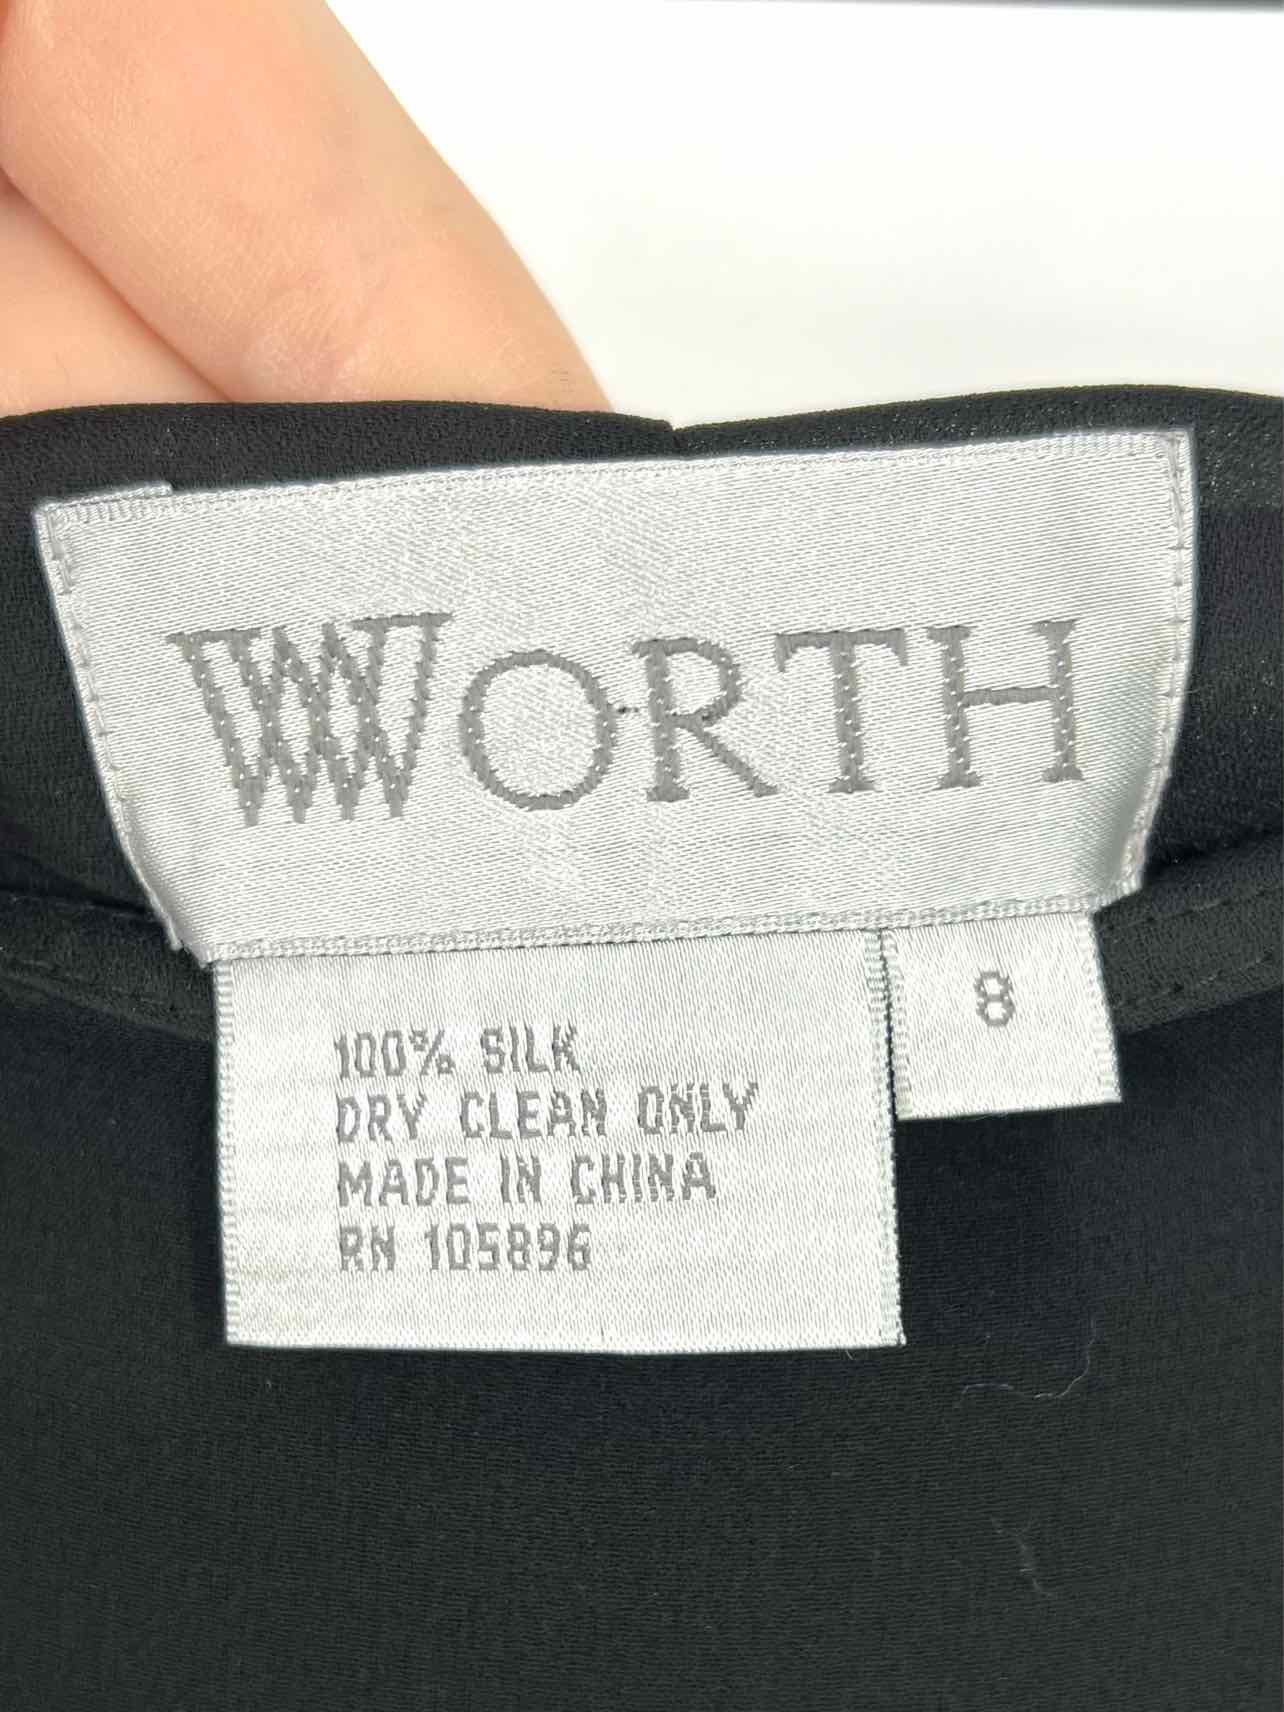 WORTH
8
100% SILK
DRY CLEAN ONLY
MADE IN CHINA
RN 105896